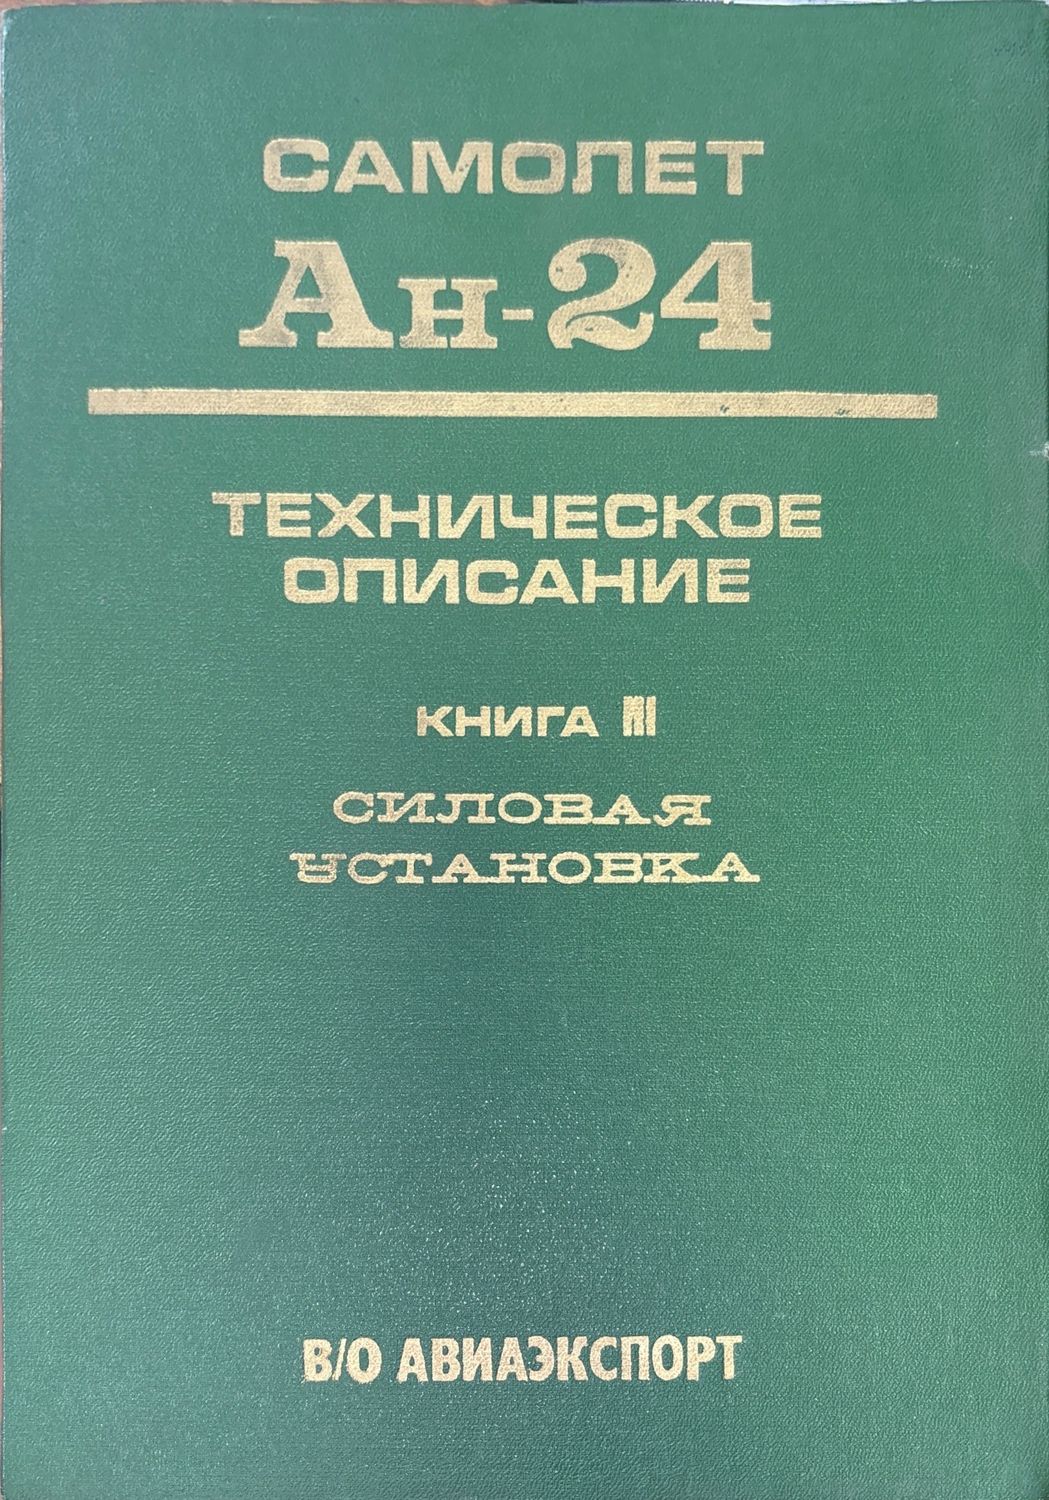 САМОЛЕТ
Ан-24
ТЕХНИЧЕСКОЕ
ОПИСАНИЕ
КНИГА III
СИЛОВАЯ
УСТАНОВКА
В/О АВИАЭКСПОРТ